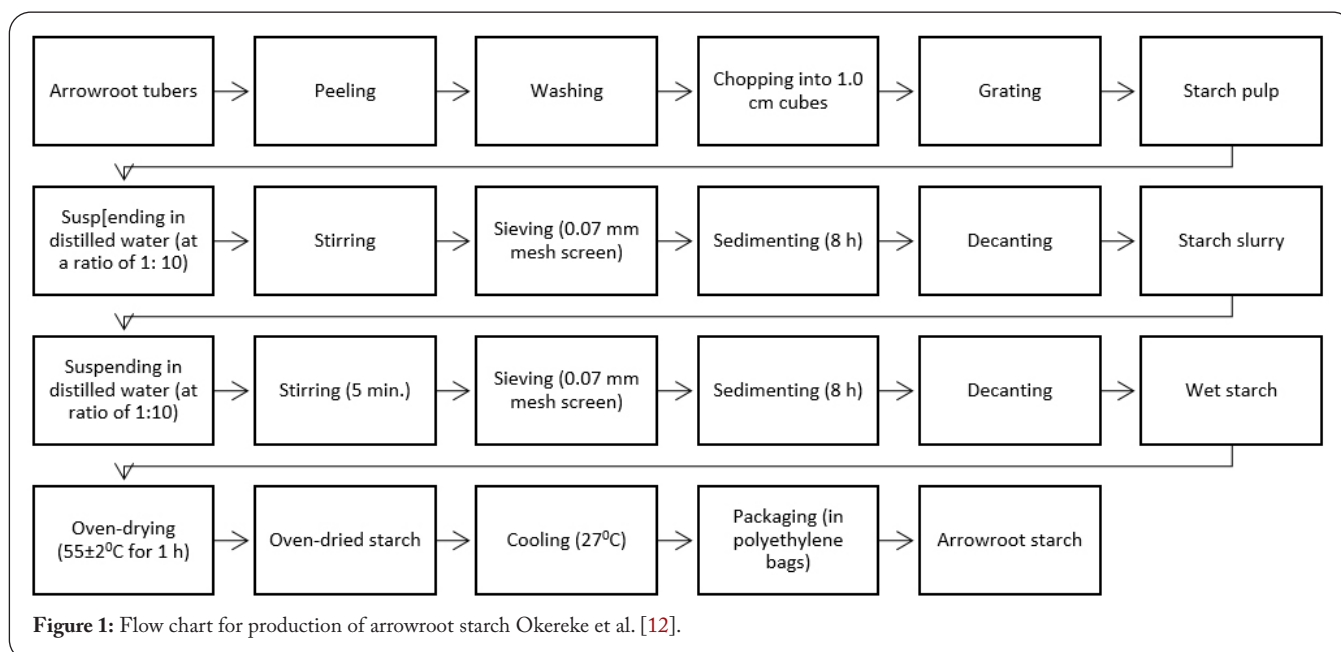 Arrowroot tubers
Peeling
Washing
Chopping into 1.0
cm cubes
Grating
Starch pulp
Susp[ending in
distilled water (at
a ratio of 1: 10)
Stirring
Sieving (0.07 mm
mesh screen)
Sedimenting (8 h)
Decanting
Starch slurry
Suspending in
distilled water (at
ratio of 1:10)
Stirring (5 min.)
Sieving (0.07 mm
mesh screen)
Sedimenting (8 h)
Decanting
Wet starch
Oven-drying
(55±2⁰C for 1 h)
Oven-dried starch
Cooling (27⁰C)
Packaging (in
polyethylene
bags)
Arrowroot starch
Figure 1: Flow chart for production of arrowroot starch Okereke et al. [12].